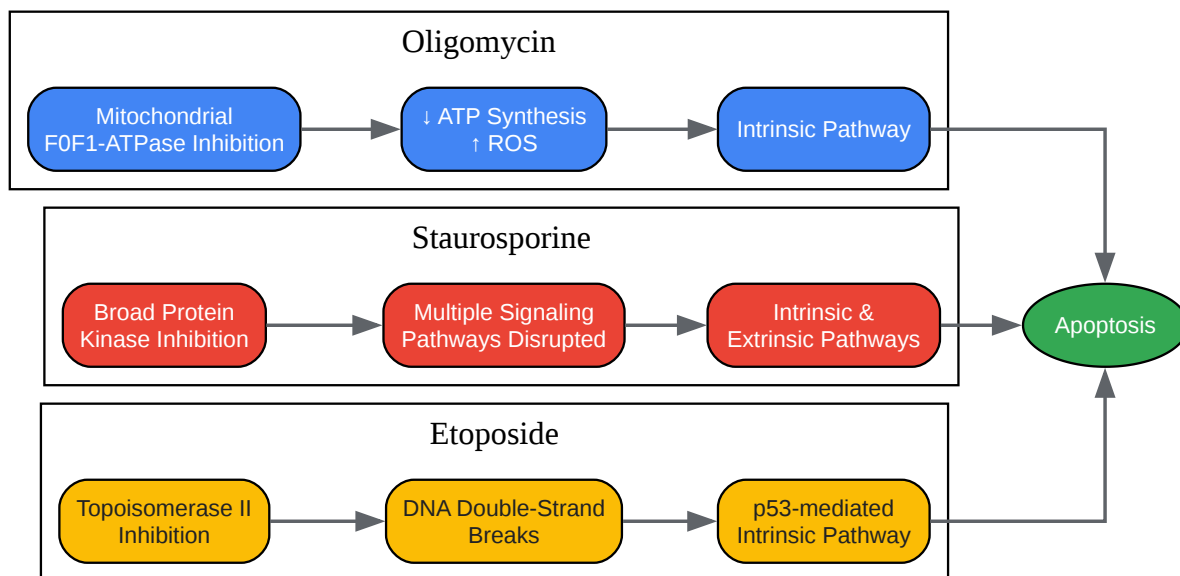 Oligomycin
Mitochondrial
F0F1-ATPase Inhibition
↓ ATP Synthesis
↑ ROS
Intrinsic Pathway
Staurosporine
Broad Protein
Kinase Inhibition
Multiple Signaling
Pathways Disrupted
Intrinsic &
Extrinsic Pathways
Apoptosis
Etoposide
Topoisomerase II
Inhibition
DNA Double-Strand
Breaks
p53-mediated
Intrinsic Pathway